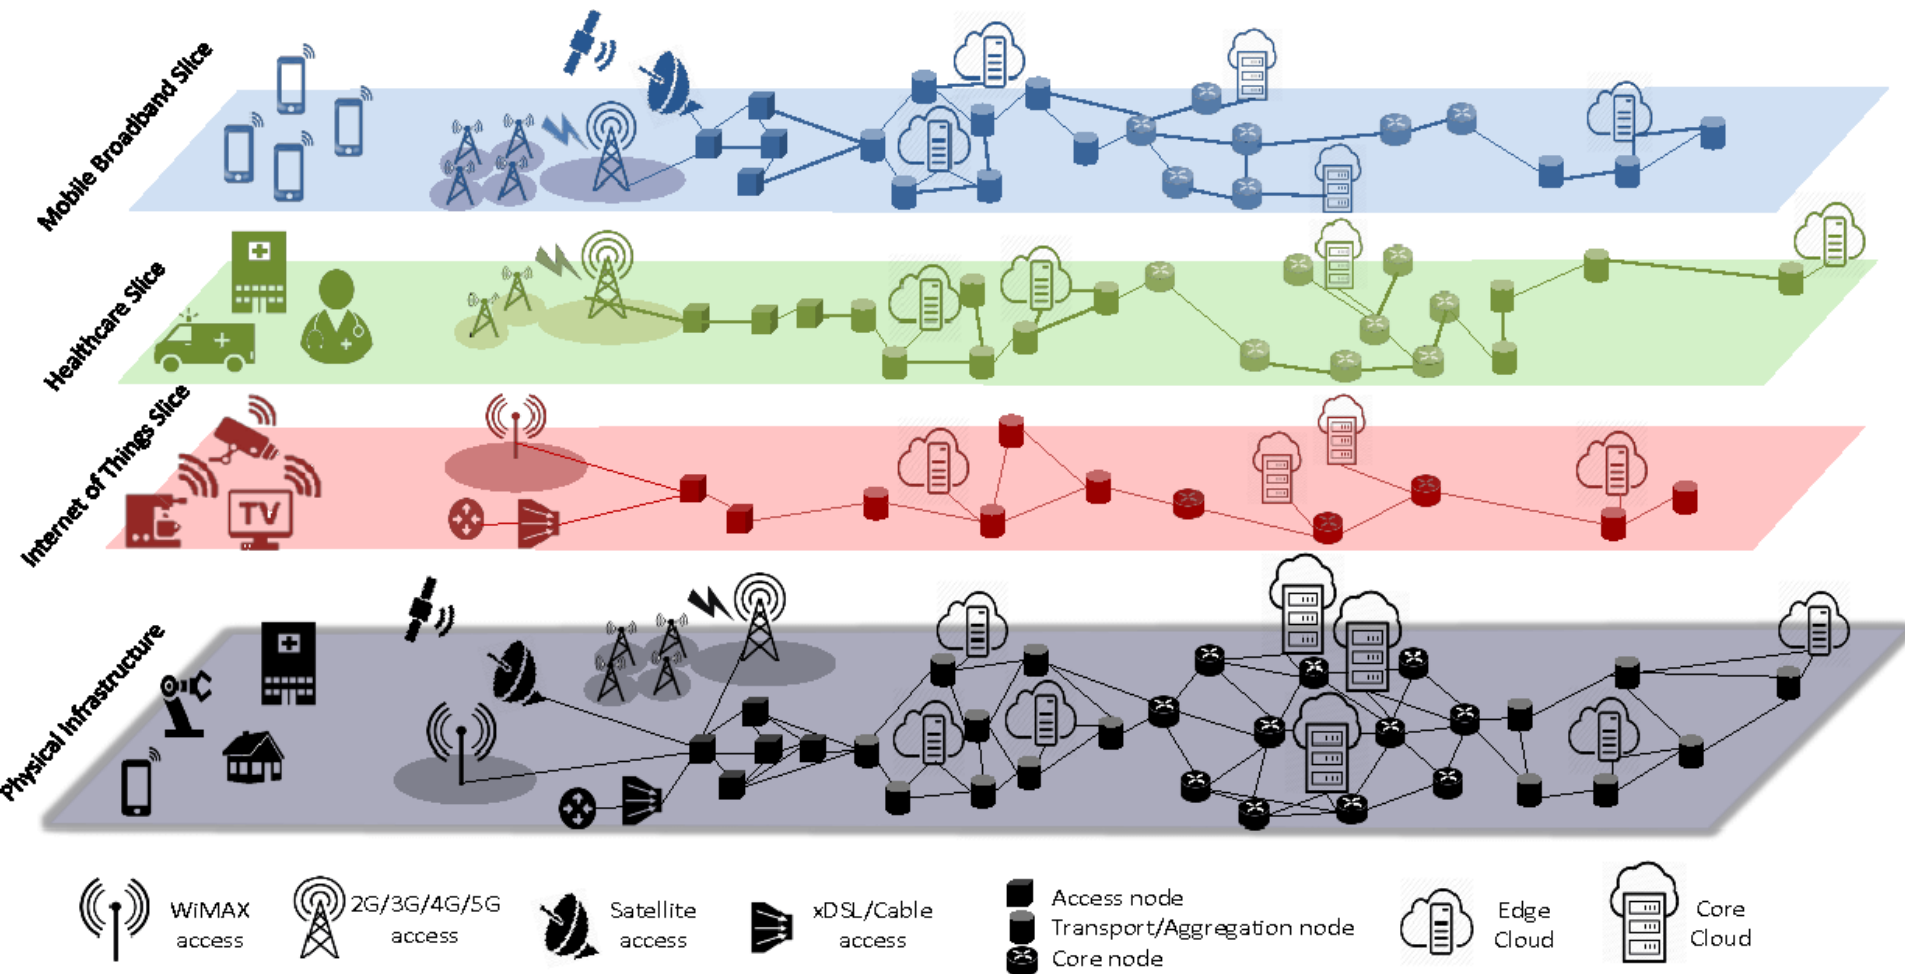 Mobile Broadband Slice
Healthcare Slice
Internet of Things Slice
TV
Physical Infrastructure
WiMAX
access
2G/3G/4G/5G
access
Satellite
access
xDSL/Cable
access
Access node
Transport/Aggregation node
Core node
Edge
Cloud
Core
Cloud